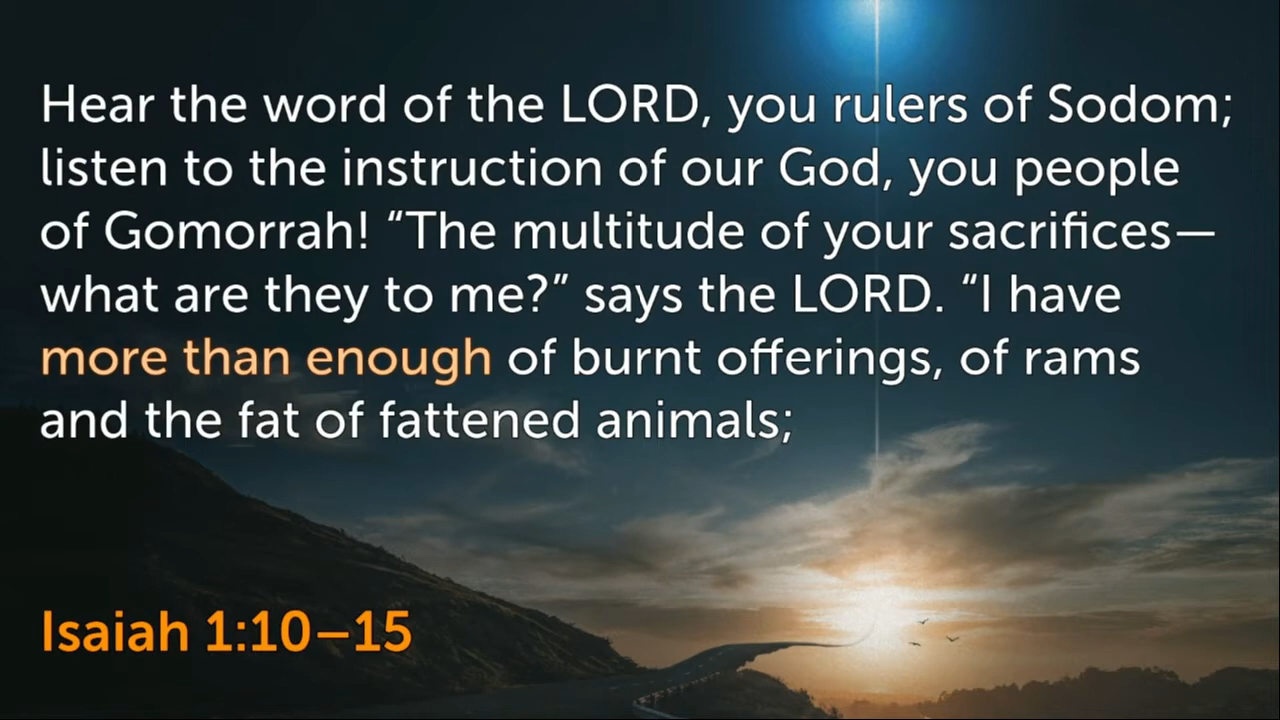 Hear the word of the LORD, you rulers of Sodom;
listen to the instruction of our God, you people
of Gomorrah! “The multitude of your sacrifices—
what are they to me?” says the LORD. “I have
more than enough of burnt offerings, of rams
and the fat of fattened animals;
Isaiah 1:10–15